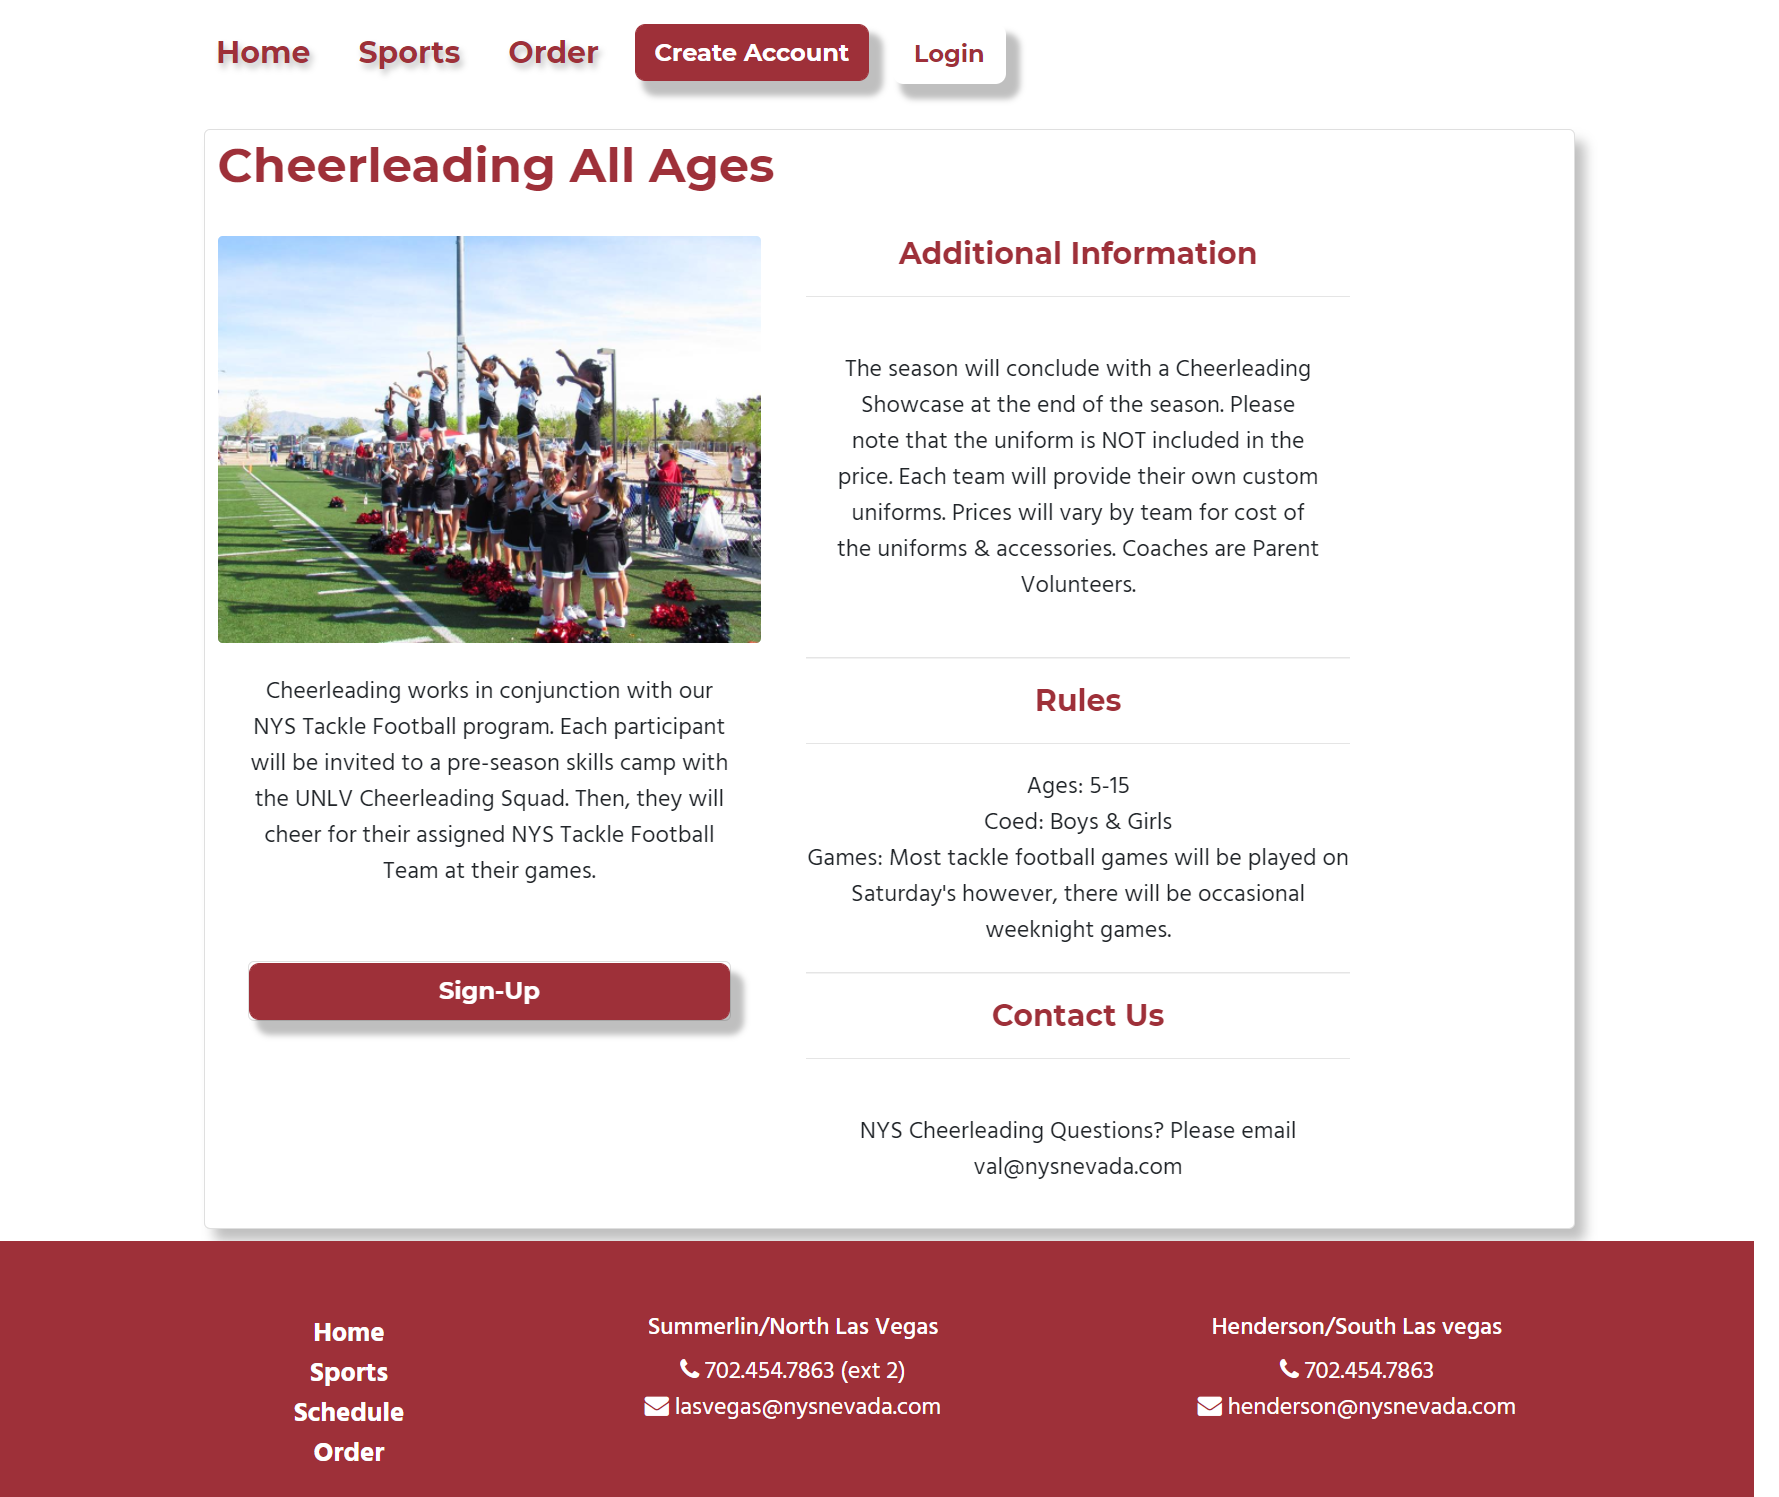 Home Sports Order Create Account Login
Cheerleading All Ages
Cheerleading works in conjunction with our
NYS Tackle Football program. Each participant
will be invited to a pre-season skills camp with
the UNLV Cheerleading Squad. Then, they will
cheer for their assigned NYS Tackle Football
Team at their games.
Sign-Up
Additional Information
The season will conclude with a Cheerleading
Showcase at the end of the season. Please
note that the uniform is NOT included in the
price. Each team will provide their own custom
uniforms. Prices will vary by team for cost of
the uniforms & accessories. Coaches are Parent
Volunteers.
Rules
Ages: 5-15
Coed: Boys & Girls
Games: Most tackle football games will be played on
Saturday's however, there will be occasional
weeknight games.
Contact Us
NYS Cheerleading Questions? Please email
val@nysnevada.com
Home
Sports
Schedule
Order
Summerlin/North Las Vegas
702.454.7863 (ext 2)
lasvegas@nysnevada.com
Henderson/South Las vegas
702.454.7863
henderson@nysnevada.com